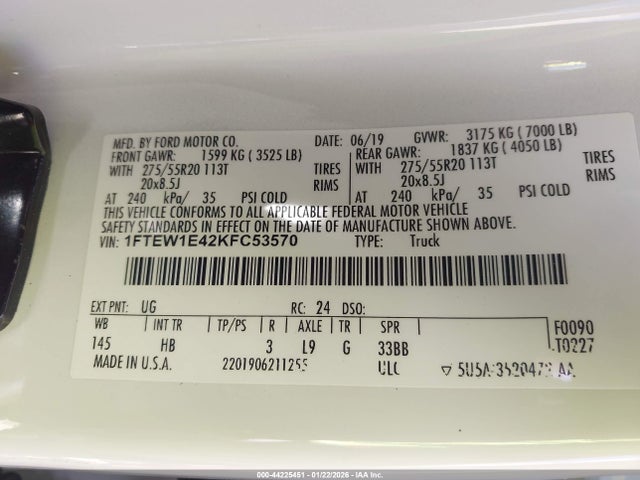 MFD. BY FORD MOTOR CO. DATE: 06/19 GVWR: 3175 KG ( 7000 LB)
FRONT GAWR: 1599 KG ( 3525 LB) REAR GAWR: 1837 KG ( 4050 LB)
WITH 275/55R20 113T TIRES WITH 275/55R20 113T TIRES
20x8.5J RIMS 20x8.5J RIMS
AT 240 kPa/ 35 PSI COLD AT 240 kPa/ 35 PSI COLD
THIS VEHICLE CONFORMS TO ALL APPLICABLE FEDERAL MOTOR VEHICLE
SAFETY STANDARDS IN EFFECT ON THE DATE OF MANUFACTURE SHOWN ABOVE.
VIN: 1FTEW1E42KFC53570 TYPE: Truck
EXT PNT: UG RC: 24 DSO:
WB INT TR TP/PS R AXLE TR SPR F0090
145 HB 3 L9 G 33BB T0227
MADE IN U.S.A. 2201906211255 ULC
000-44225451 | 01/22/2026 - IAA, Inc.